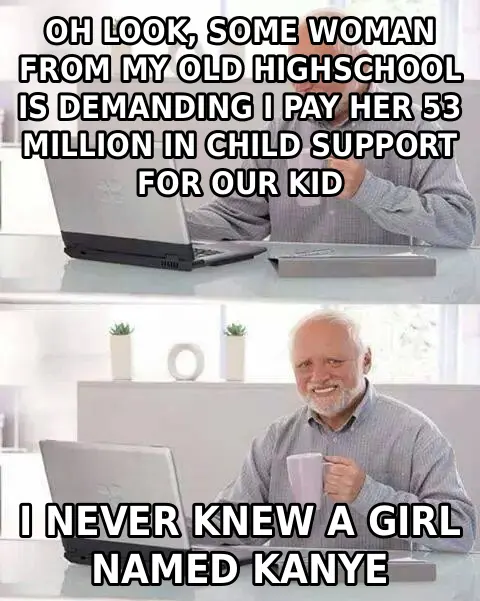 OH LOOK, SOME WOMAN
FROM MY OLD HIGHSCHOOL
IS DEMANDING I PAY HER 53
MILLION IN CHILD SUPPORT
FOR OUR KID
I NEVER KNEW A GIRL
NAMED KANYE